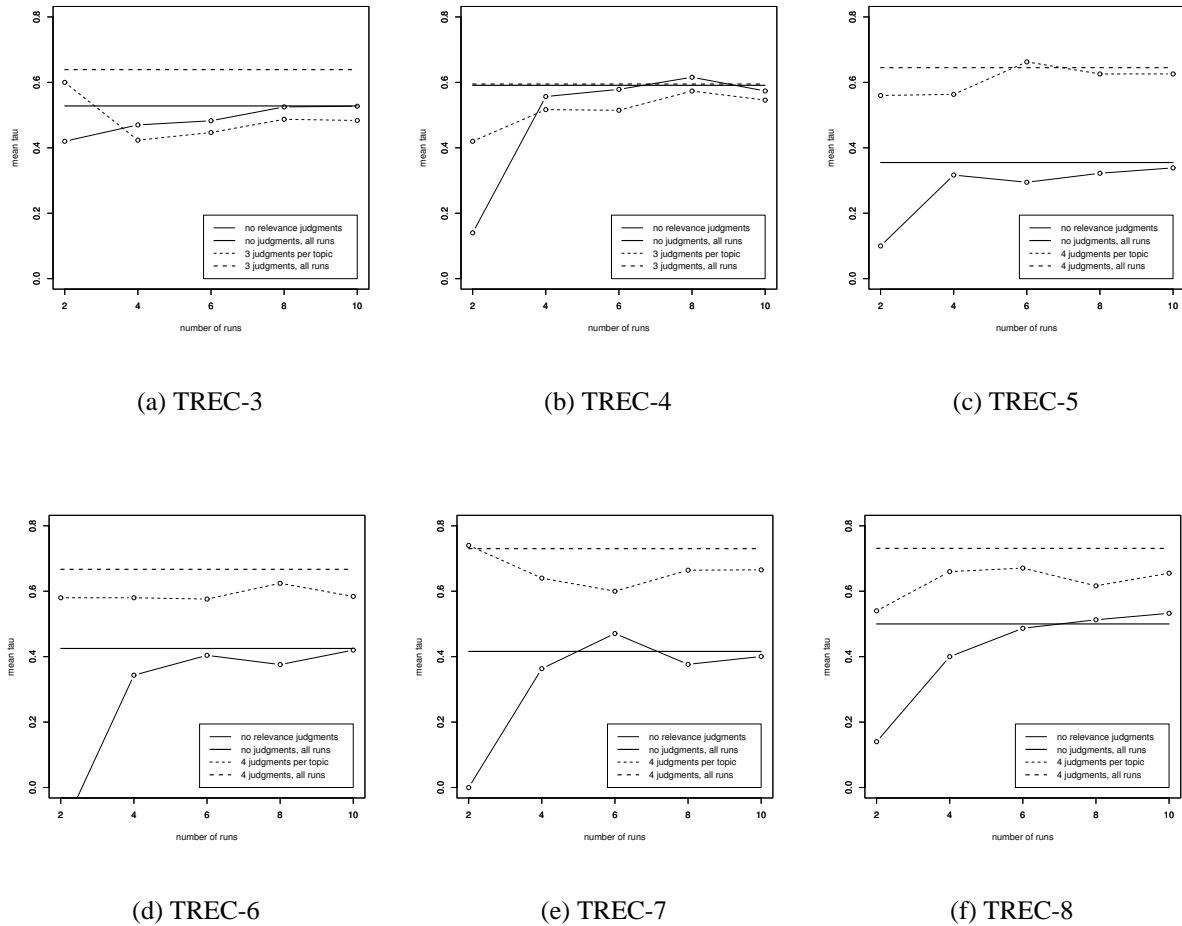 0.8
0.6
0.4
0.2
0.0
mean tau
no relevance judgments
no judgments, all runs
3 judgments per topic
3 judgments, all runs
2 4 6 8 10
number of runs
(a) TREC-3
0.8
0.6
0.4
0.2
0.0
mean tau
no relevance judgments
no judgments, all runs
3 judgments per topic
3 judgments, all runs
2 4 6 8 10
number of runs
(b) TREC-4
0.8
0.6
0.4
0.2
0.0
mean tau
no relevance judgments
no judgments, all runs
4 judgments per topic
4 judgments, all runs
2 4 6 8 10
number of runs
(c) TREC-5
0.8
0.6
0.4
0.2
0.0
mean tau
no relevance judgments
no judgments, all runs
4 judgments per topic
4 judgments, all runs
2 4 6 8 10
number of runs
(d) TREC-6
0.8
0.6
0.4
0.2
0.0
mean tau
no relevance judgments
no judgments, all runs
4 judgments per topic
4 judgments, all runs
2 4 6 8 10
number of runs
(e) TREC-7
0.8
0.6
0.4
0.2
0.0
mean tau
no relevance judgments
no judgments, all runs
4 judgments per topic
4 judgments, all runs
2 4 6 8 10
number of runs
(f) TREC-8